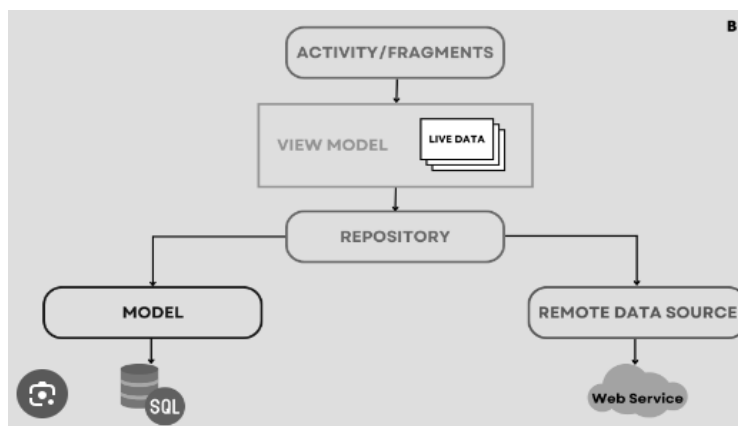 B
ACTIVITY/FRAGMENTS
VIEW MODEL
LIVE DATA
REPOSITORY
MODEL
REMOTE DATA SOURCE
SQL
Web Service